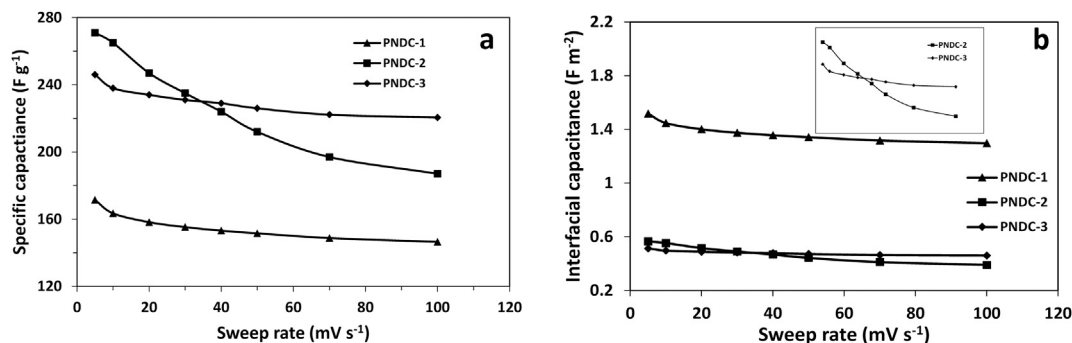 a
PNDC-1
PNDC-2
PNDC-3
Specific capactiance (F g⁻¹)
280
240
200
160
120
0 20 40 60 80 100 120
Sweep rate (mV s⁻¹)
b
PNDC-2
PNDC-3
PNDC-1
PNDC-2
PNDC-3
Interfacial capacitance (F m⁻²)
2.2
1.8
1.4
1
0.6
0.2
0 20 40 60 80 100 120
Sweep rate (mV s⁻¹)